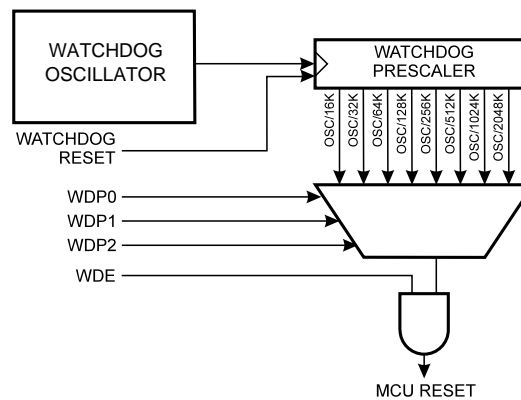 WATCHDOG
OSCILLATOR
WATCHDOG
PRESCALER
WATCHDOG
RESET
OSC/16K
OSC/32K
OSC/64K
OSC/128K
OSC/256K
OSC/512K
OSC/1024K
OSC/2048K
WDP0
WDP1
WDP2
WDE
MCU RESET